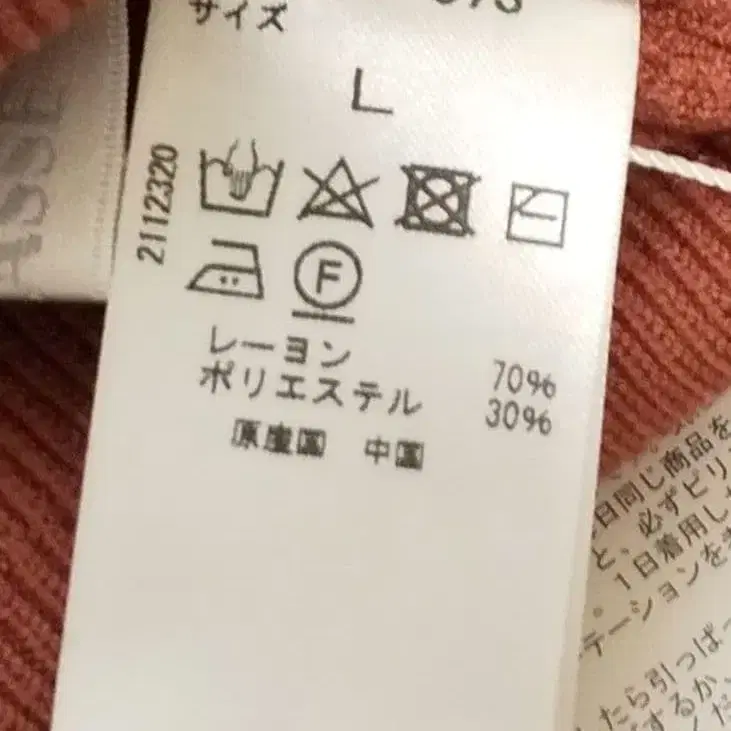 サイズ
L
2112320
F
レーヨン 70%
ポリエステル 30%
原産国 中国
日同じ商品を
と、必ずピリ
。1日着用した
テーションをき
たら引っぱ
するか、